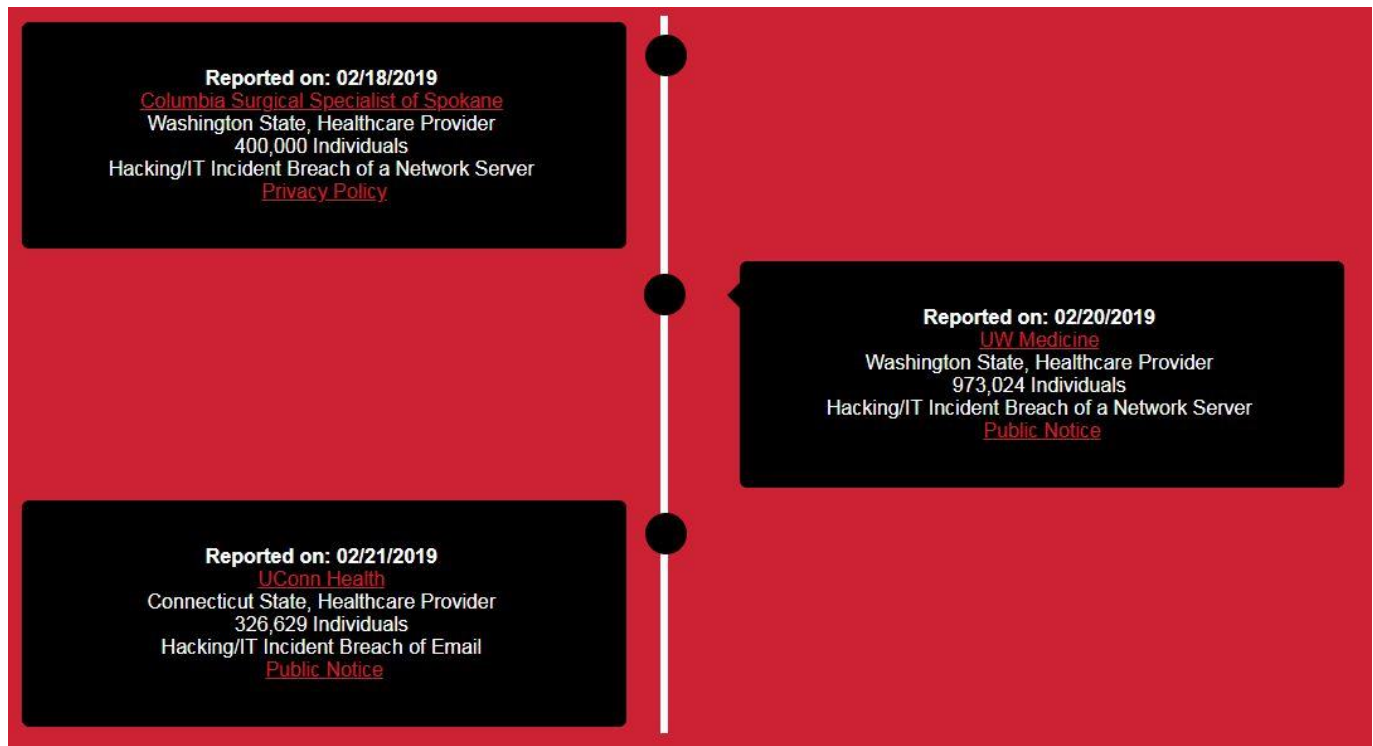 Reported on: 02/18/2019
Columbia Surgical Specialist of Spokane
Washington State, Healthcare Provider
400,000 Individuals
Hacking/IT Incident Breach of a Network Server
Privacy Policy
Reported on: 02/20/2019
UW Medicine
Washington State, Healthcare Provider
973,024 Individuals
Hacking/IT Incident Breach of a Network Server
Public Notice
Reported on: 02/21/2019
UConn Health
Connecticut State, Healthcare Provider
326,629 Individuals
Hacking/IT Incident Breach of Email
Public Notice